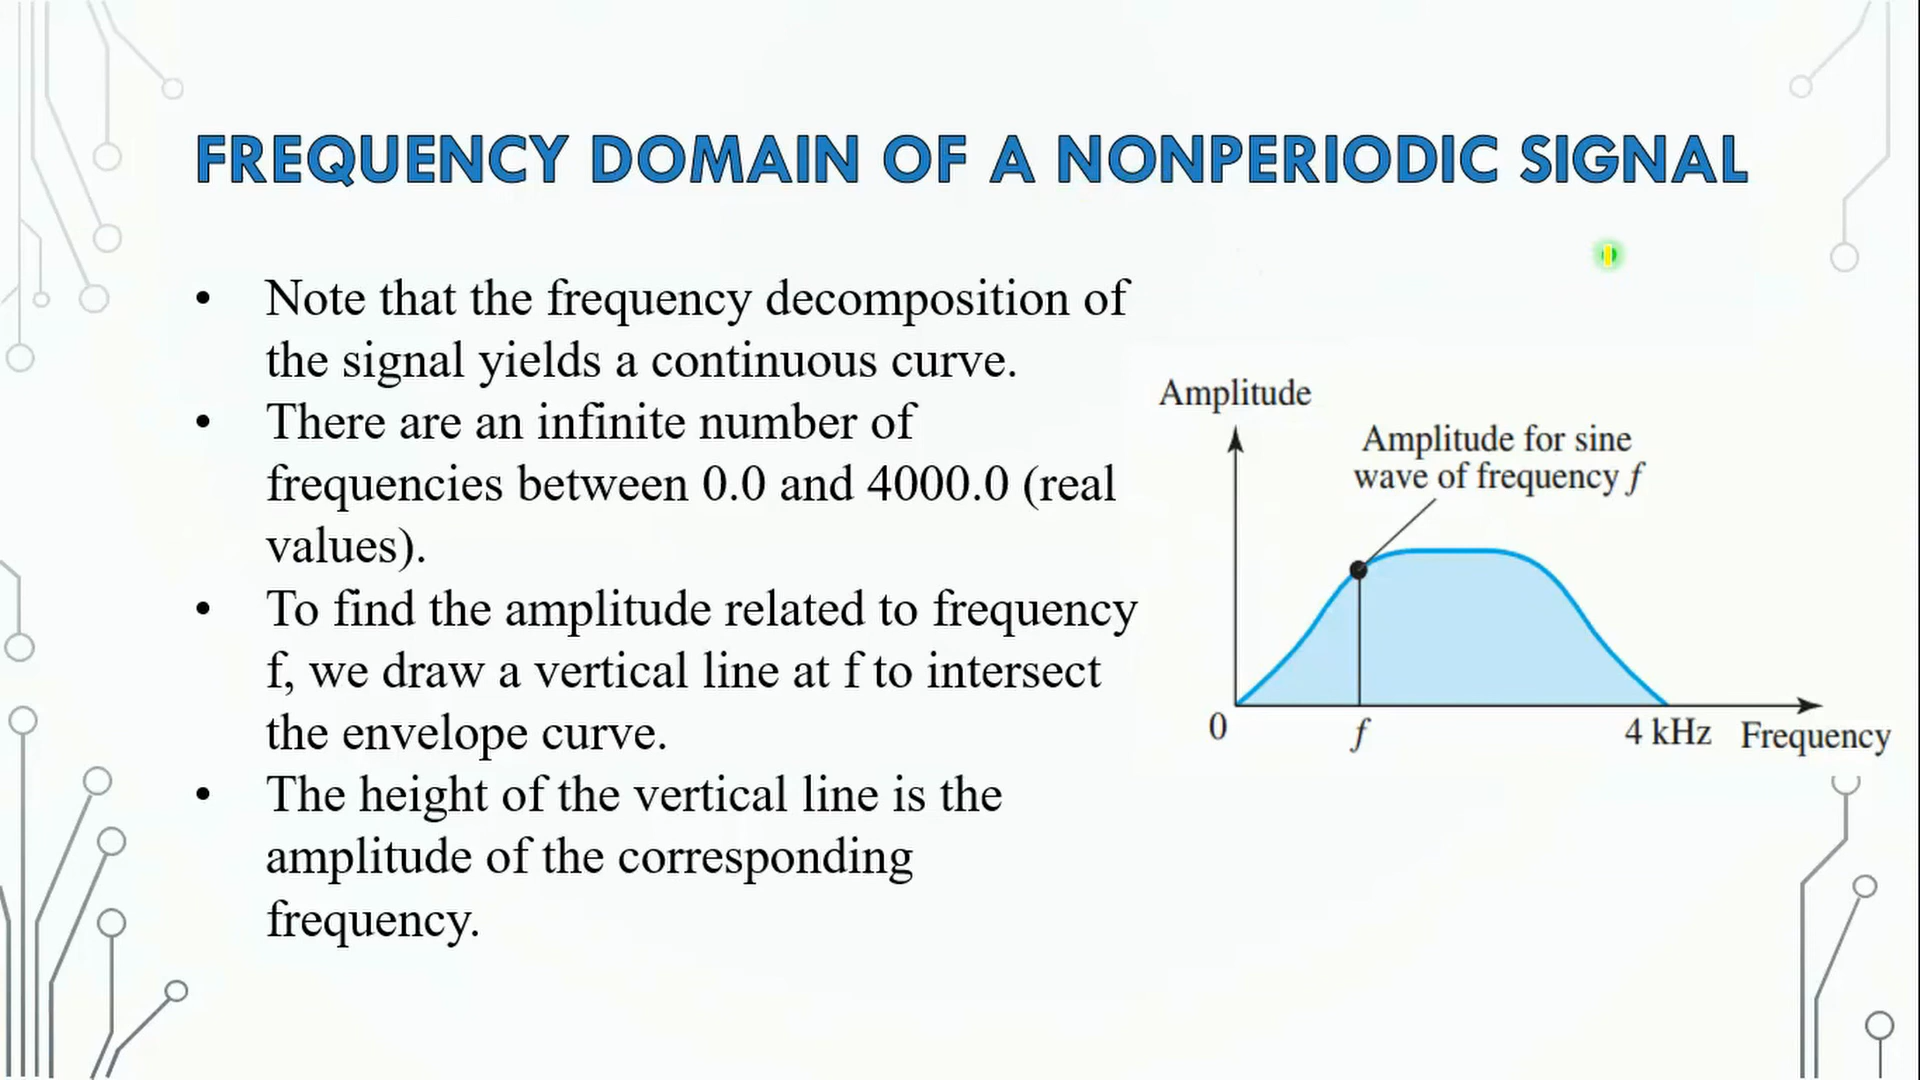 FREQUENCY DOMAIN OF A NONPERIODIC SIGNAL
• Note that the frequency decomposition of
the signal yields a continuous curve.
• There are an infinite number of
frequencies between 0.0 and 4000.0 (real
values).
• To find the amplitude related to frequency
f, we draw a vertical line at f to intersect
the envelope curve.
• The height of the vertical line is the
amplitude of the corresponding
frequency.
Amplitude
Amplitude for sine
wave of frequency f
0
f
4 kHz
Frequency